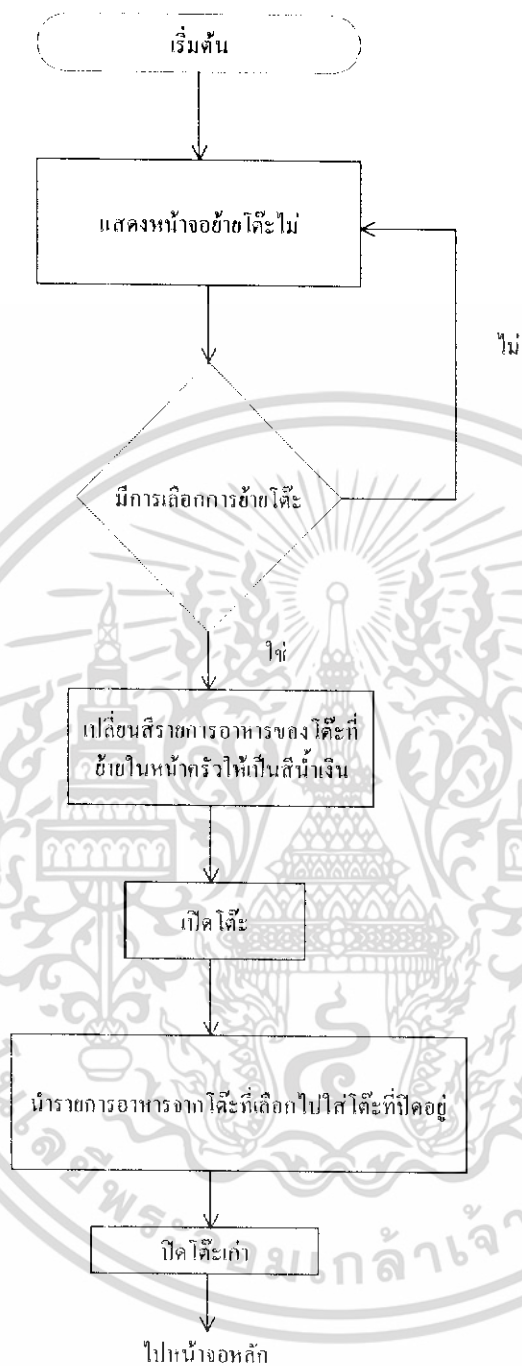 เริ่มต้น
แสดงหน้าจอย้ายโต๊ะไม่
ไม่
มีการเลือกการย้ายโต๊ะ
ใช่
เปลี่ยนสีรายการอาหารของโต๊ะที่
ย้ายในหน้าครัวให้เป็นสีน้ำเงิน
เปิดโต๊ะ
นำรายการอาหารจากโต๊ะที่เลือกไปใส่โต๊ะที่ปิดอยู่
ปิดโต๊ะเก่า
ไปหน้าจอหลัก